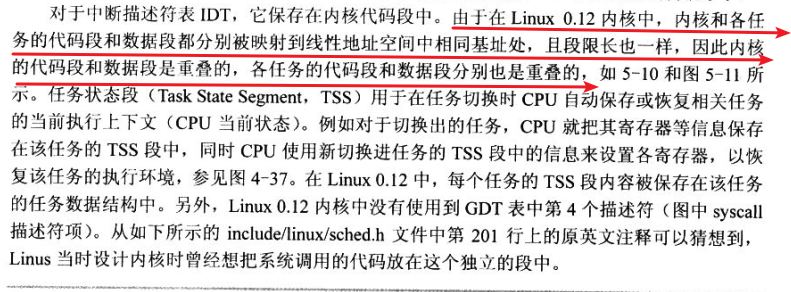 对于中断描述符表 IDT，它保存在内核代码段中。由于在 Linux 0.12 内核中，内核和各任
务的代码段和数据段都分别被映射到线性地址空间中相同基址处，且段限长也一样，因此内核
的代码段和数据段是重叠的，各任务的代码段和数据段分别也是重叠的，如 5-10 和图 5-11 所
示。任务状态段（Task State Segment，TSS）用于在任务切换时 CPU 自动保存或恢复相关任务
的当前执行上下文（CPU 当前状态）。例如对于切换出的任务，CPU 就把其寄存器等信息保存
在该任务的 TSS 段中，同时 CPU 使用新切换进任务的 TSS 段中的信息来设置各寄存器，以恢
复该任务的执行环境，参见图 4-37。在 Linux 0.12 中，每个任务的 TSS 段内容被保存在该任务
的任务数据结构中。另外，Linux 0.12 内核中没有使用到 GDT 表中第 4 个描述符（图中 syscall
描述符项）。从如下所示的 include/linux/sched.h 文件中第 201 行上的原英文注释可以猜想到，
Linus 当时设计内核时曾经想把系统调用的代码放在这个独立的段中。